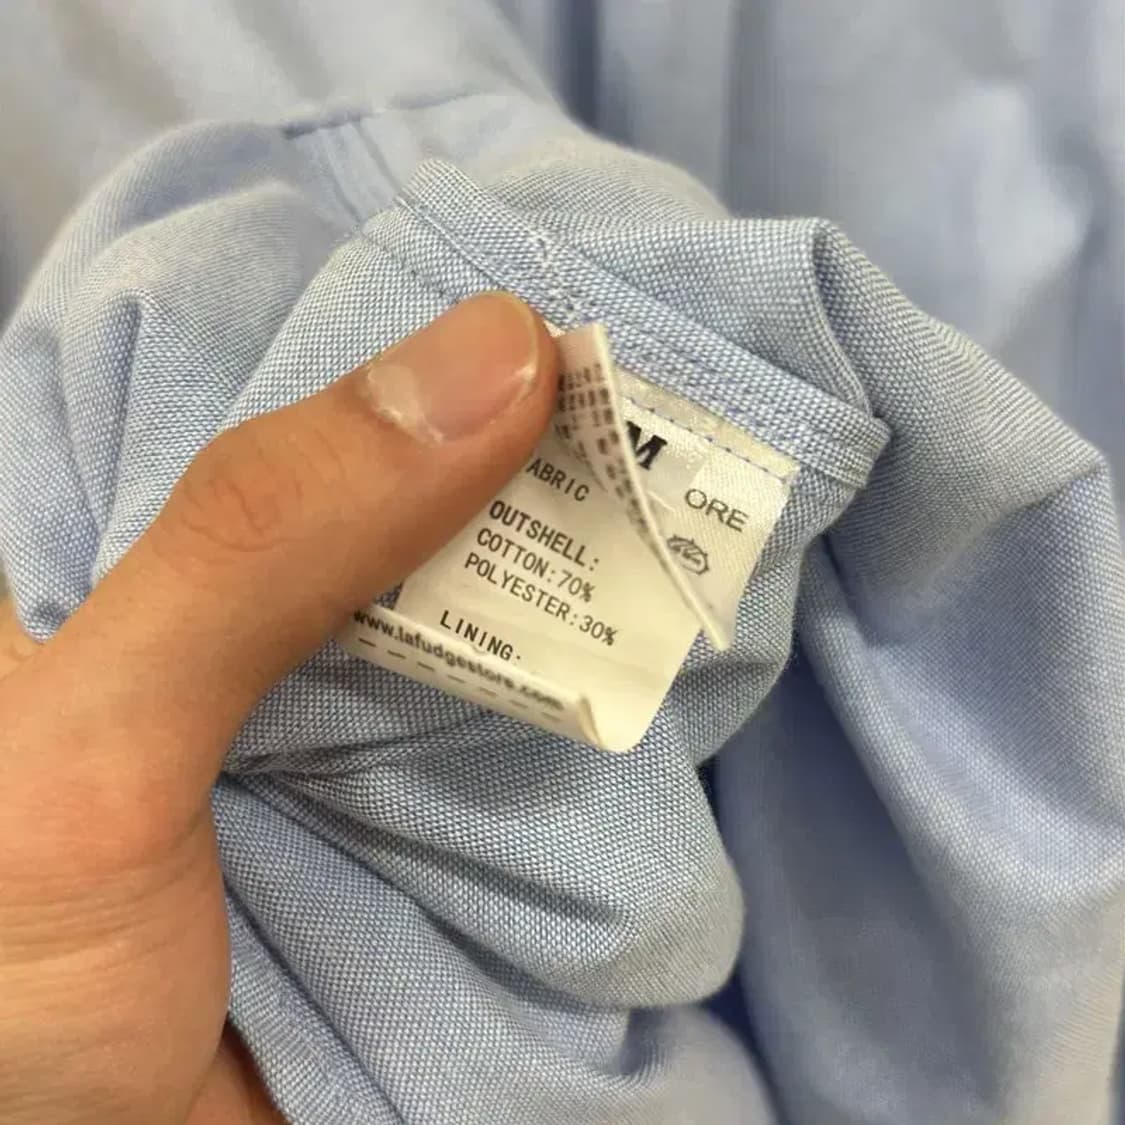 M
ORE
ABRIC
OUTSHELL:
COTTON:70%
POLYESTER:30%
LINING:
www.lafudgestore.com